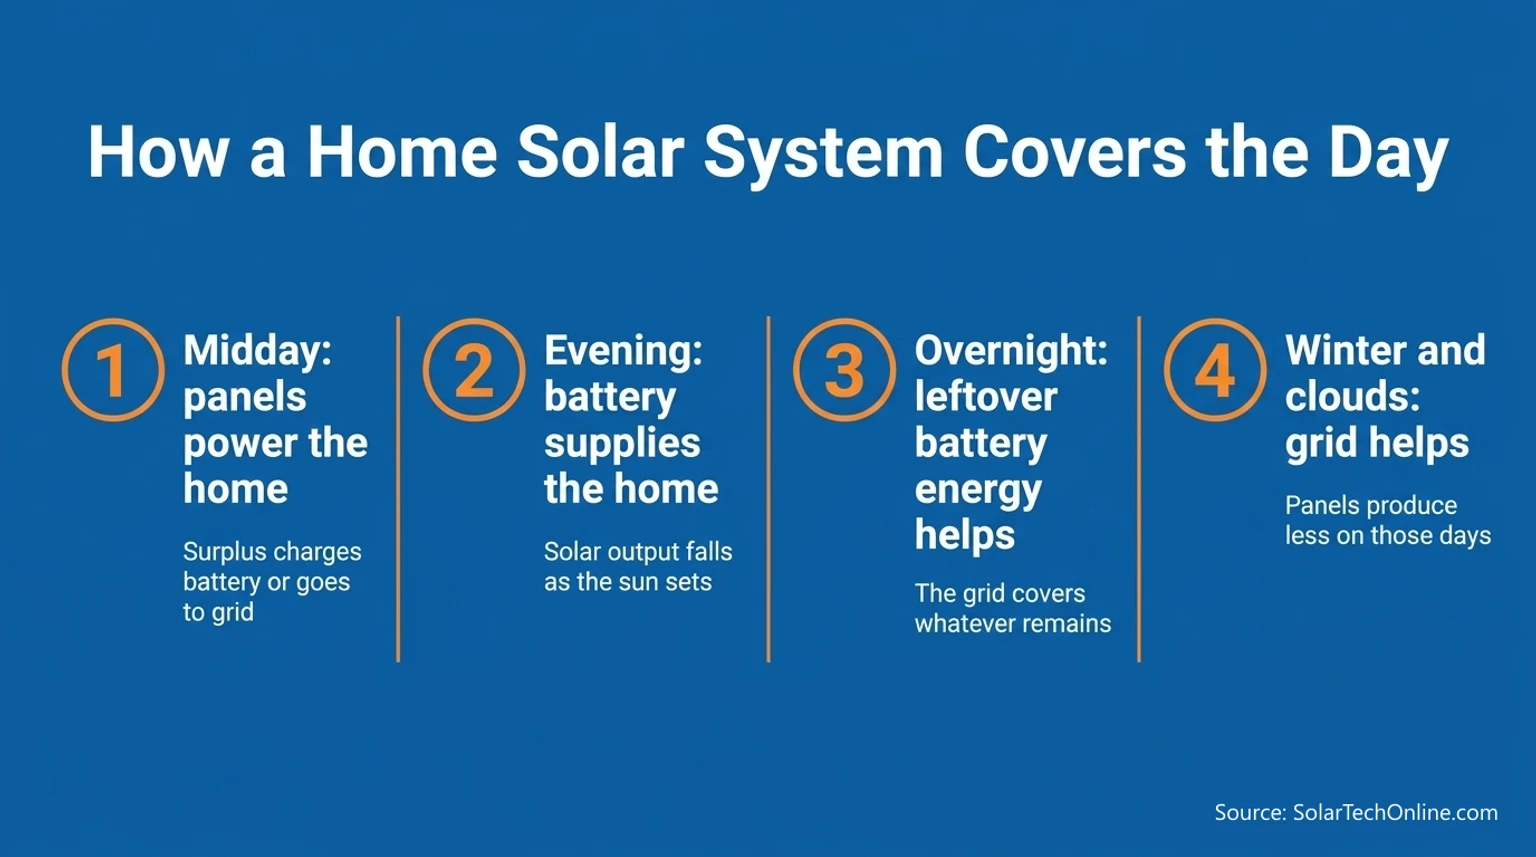 How a Home Solar System Covers the Day
1
Midday:
panels
power the
home
Surplus charges
battery or goes
to grid
2
Evening:
battery
supplies
the home
Solar output falls
as the sun sets
3
Overnight:
leftover
battery
energy
helps
The grid covers
whatever remains
4
Winter and
clouds:
grid helps
Panels produce
less on those days
Source: SolarTechOnline.com